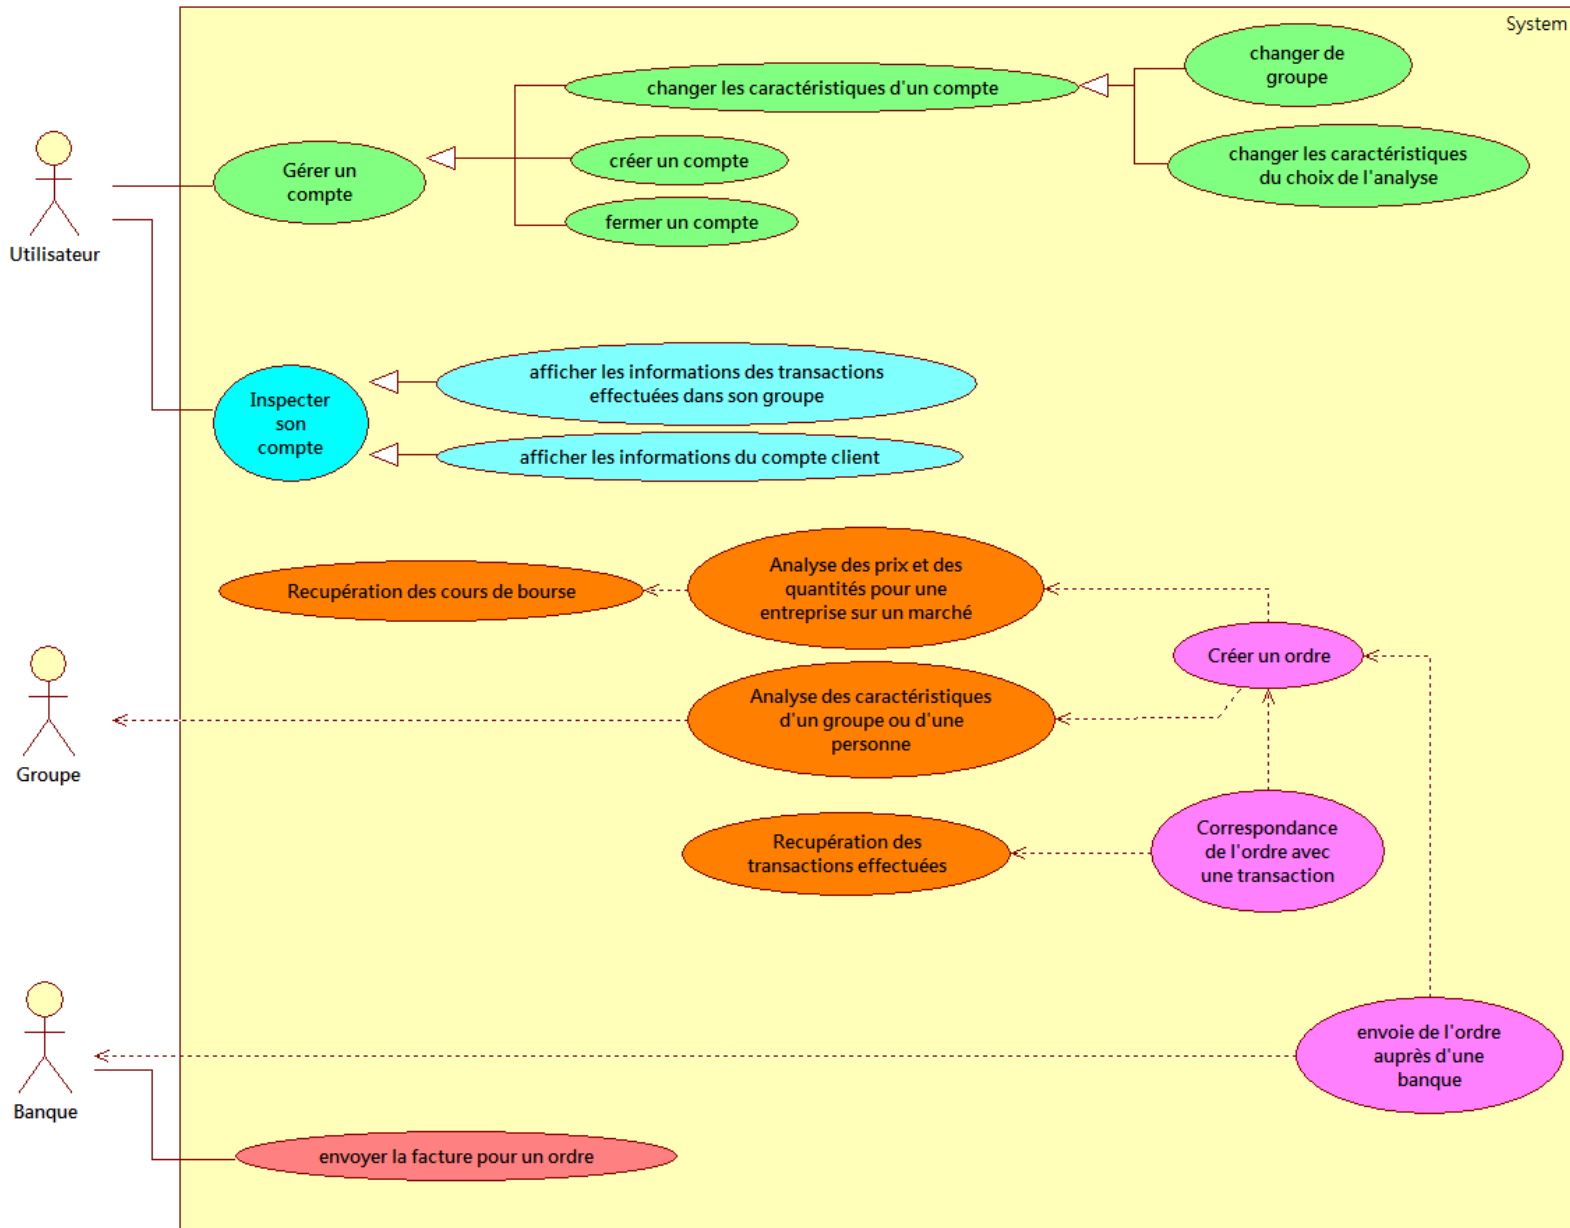 System
changer de
groupe
changer les caractéristiques d'un compte
créer un compte
changer les caractéristiques
du choix de l'analyse
Gérer un
compte
fermer un compte
Utilisateur
afficher les informations des transactions
effectuées dans son groupe
Inspecter
son
compte
afficher les informations du compte client
Analyse des prix et des
quantités pour une
entreprise sur un marché
Recupération des cours de bourse
Créer un ordre
Analyse des caractéristiques
d'un groupe ou d'une
personne
Groupe
Recupération des
transactions effectuées
Correspondance
de l'ordre avec
une transaction
envoie de l'ordre
auprès d'une
banque
Banque
envoyer la facture pour un ordre